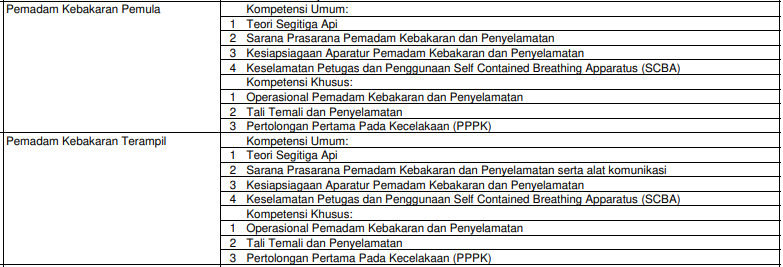 Pemadam Kebakaran Pemula
Kompetensi Umum:
1 Teori Segitiga Api
2 Sarana Prasarana Pemadam Kebakaran dan Penyelamatan
3 Kesiapsiagaan Aparatur Pemadam Kebakaran dan Penyelamatan
4 Keselamatan Petugas dan Penggunaan Self Contained Breathing Apparatus (SCBA)
Kompetensi Khusus:
1 Operasional Pemadam Kebakaran dan Penyelamatan
2 Tali Temali dan Penyelamatan
3 Pertolongan Pertama Pada Kecelakaan (PPPK)
Pemadam Kebakaran Terampil
Kompetensi Umum:
1 Teori Segitiga Api
2 Sarana Prasarana Pemadam Kebakaran dan Penyelamatan serta alat komunikasi
3 Kesiapsiagaan Aparatur Pemadam Kebakaran dan Penyelamatan
4 Keselamatan Petugas dan Penggunaan Self Contained Breathing Apparatus (SCBA)
Kompetensi Khusus:
1 Operasional Pemadam Kebakaran dan Penyelamatan
2 Tali Temali dan Penyelamatan
3 Pertolongan Pertama Pada Kecelakaan (PPPK)